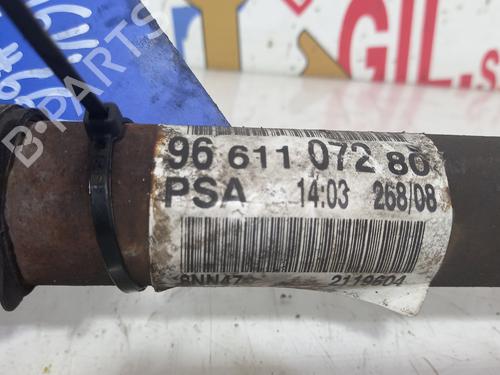 GIL.S
96 611 072 80
PSA 14:03 268/08
2119604
B-PARTS